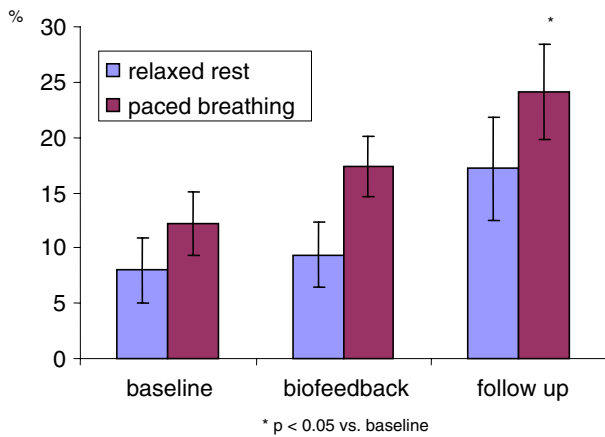 %
30
*
relaxed rest
25
paced breathing
20
15
10
5
0
baseline biofeedback follow up
* p < 0.05 vs. baseline